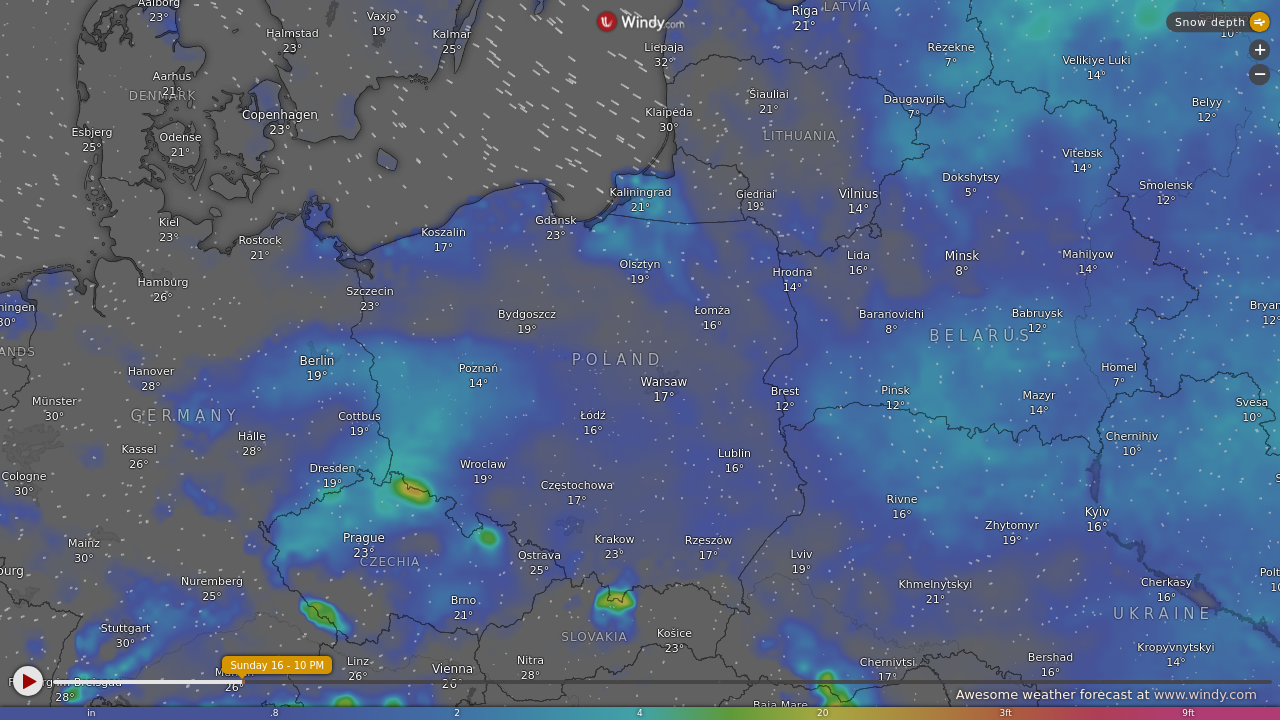 Aalborg
23°
Halmstad
23°
Vaxjo
19°
Kalmar
25°
Windy.com
Liepaja
32°
Riga
21°
LATVIA
Rēzekne
7°
Snow depth
10°
Velikiye Luki
14°
Aarhus
21°
DENMARK
Copenhagen
23°
Esbjerg
25°
Odense
21°
Klaipėda
30°
Šiauliai
21°
LITHUANIA
Daugavpils
7°
Belyy
12°
Vitebsk
14°
Dokshytsy
5°
Smolensk
12°
Kiel
23°
Rostock
21°
Koszalin
17°
Gdansk
23°
Kaliningrad
21°
Giedriai
19°
Vilnius
14°
Hamburg
26°
Szczecin
23°
Olsztyn
19°
Hrodna
14°
Lida
16°
Minsk
8°
Mahilyow
14°
ningen
30°
Bydgoszcz
19°
Łomża
16°
Baranovichi
8°
Babruysk
12°
Bryan
12°
ANDS
Hanover
28°
Berlin
19°
Poznań
14°
POLAND
Warsaw
17°
BELARUS
Homel
7°
Münster
30°
GERMANY
Cottbus
19°
Łódź
16°
Brest
12°
Pinsk
12°
Mazyr
14°
Svesa
10°
Kassel
26°
Halle
28°
Chernihiv
10°
Cologne
30°
Dresden
19°
Wroclaw
19°
Częstochowa
17°
Lublin
16°
Rivne
16°
Kyiv
16°
Mainz
30°
Prague
23°
CZECHIA
Ostrava
25°
Krakow
23°
Rzeszów
17°
Lviv
19°
Zhytomyr
19°
burg
Nuremberg
25°
Brno
21°
Khmelnytskyi
21°
Cherkasy
16°
Polt
10
UKRAINE
Stuttgart
30°
SLOVAKIA
Košice
23°
Kropyvnytskyi
14°
Sunday 16 - 10 PM
Linz
26°
Vienna
26°
Nitra
28°
Chernivtsi
17°
Bershad
16°
28°
26°
Baia Mare
Awesome weather forecast at www.windy.com
in .8 2 4 20 3ft 9ft